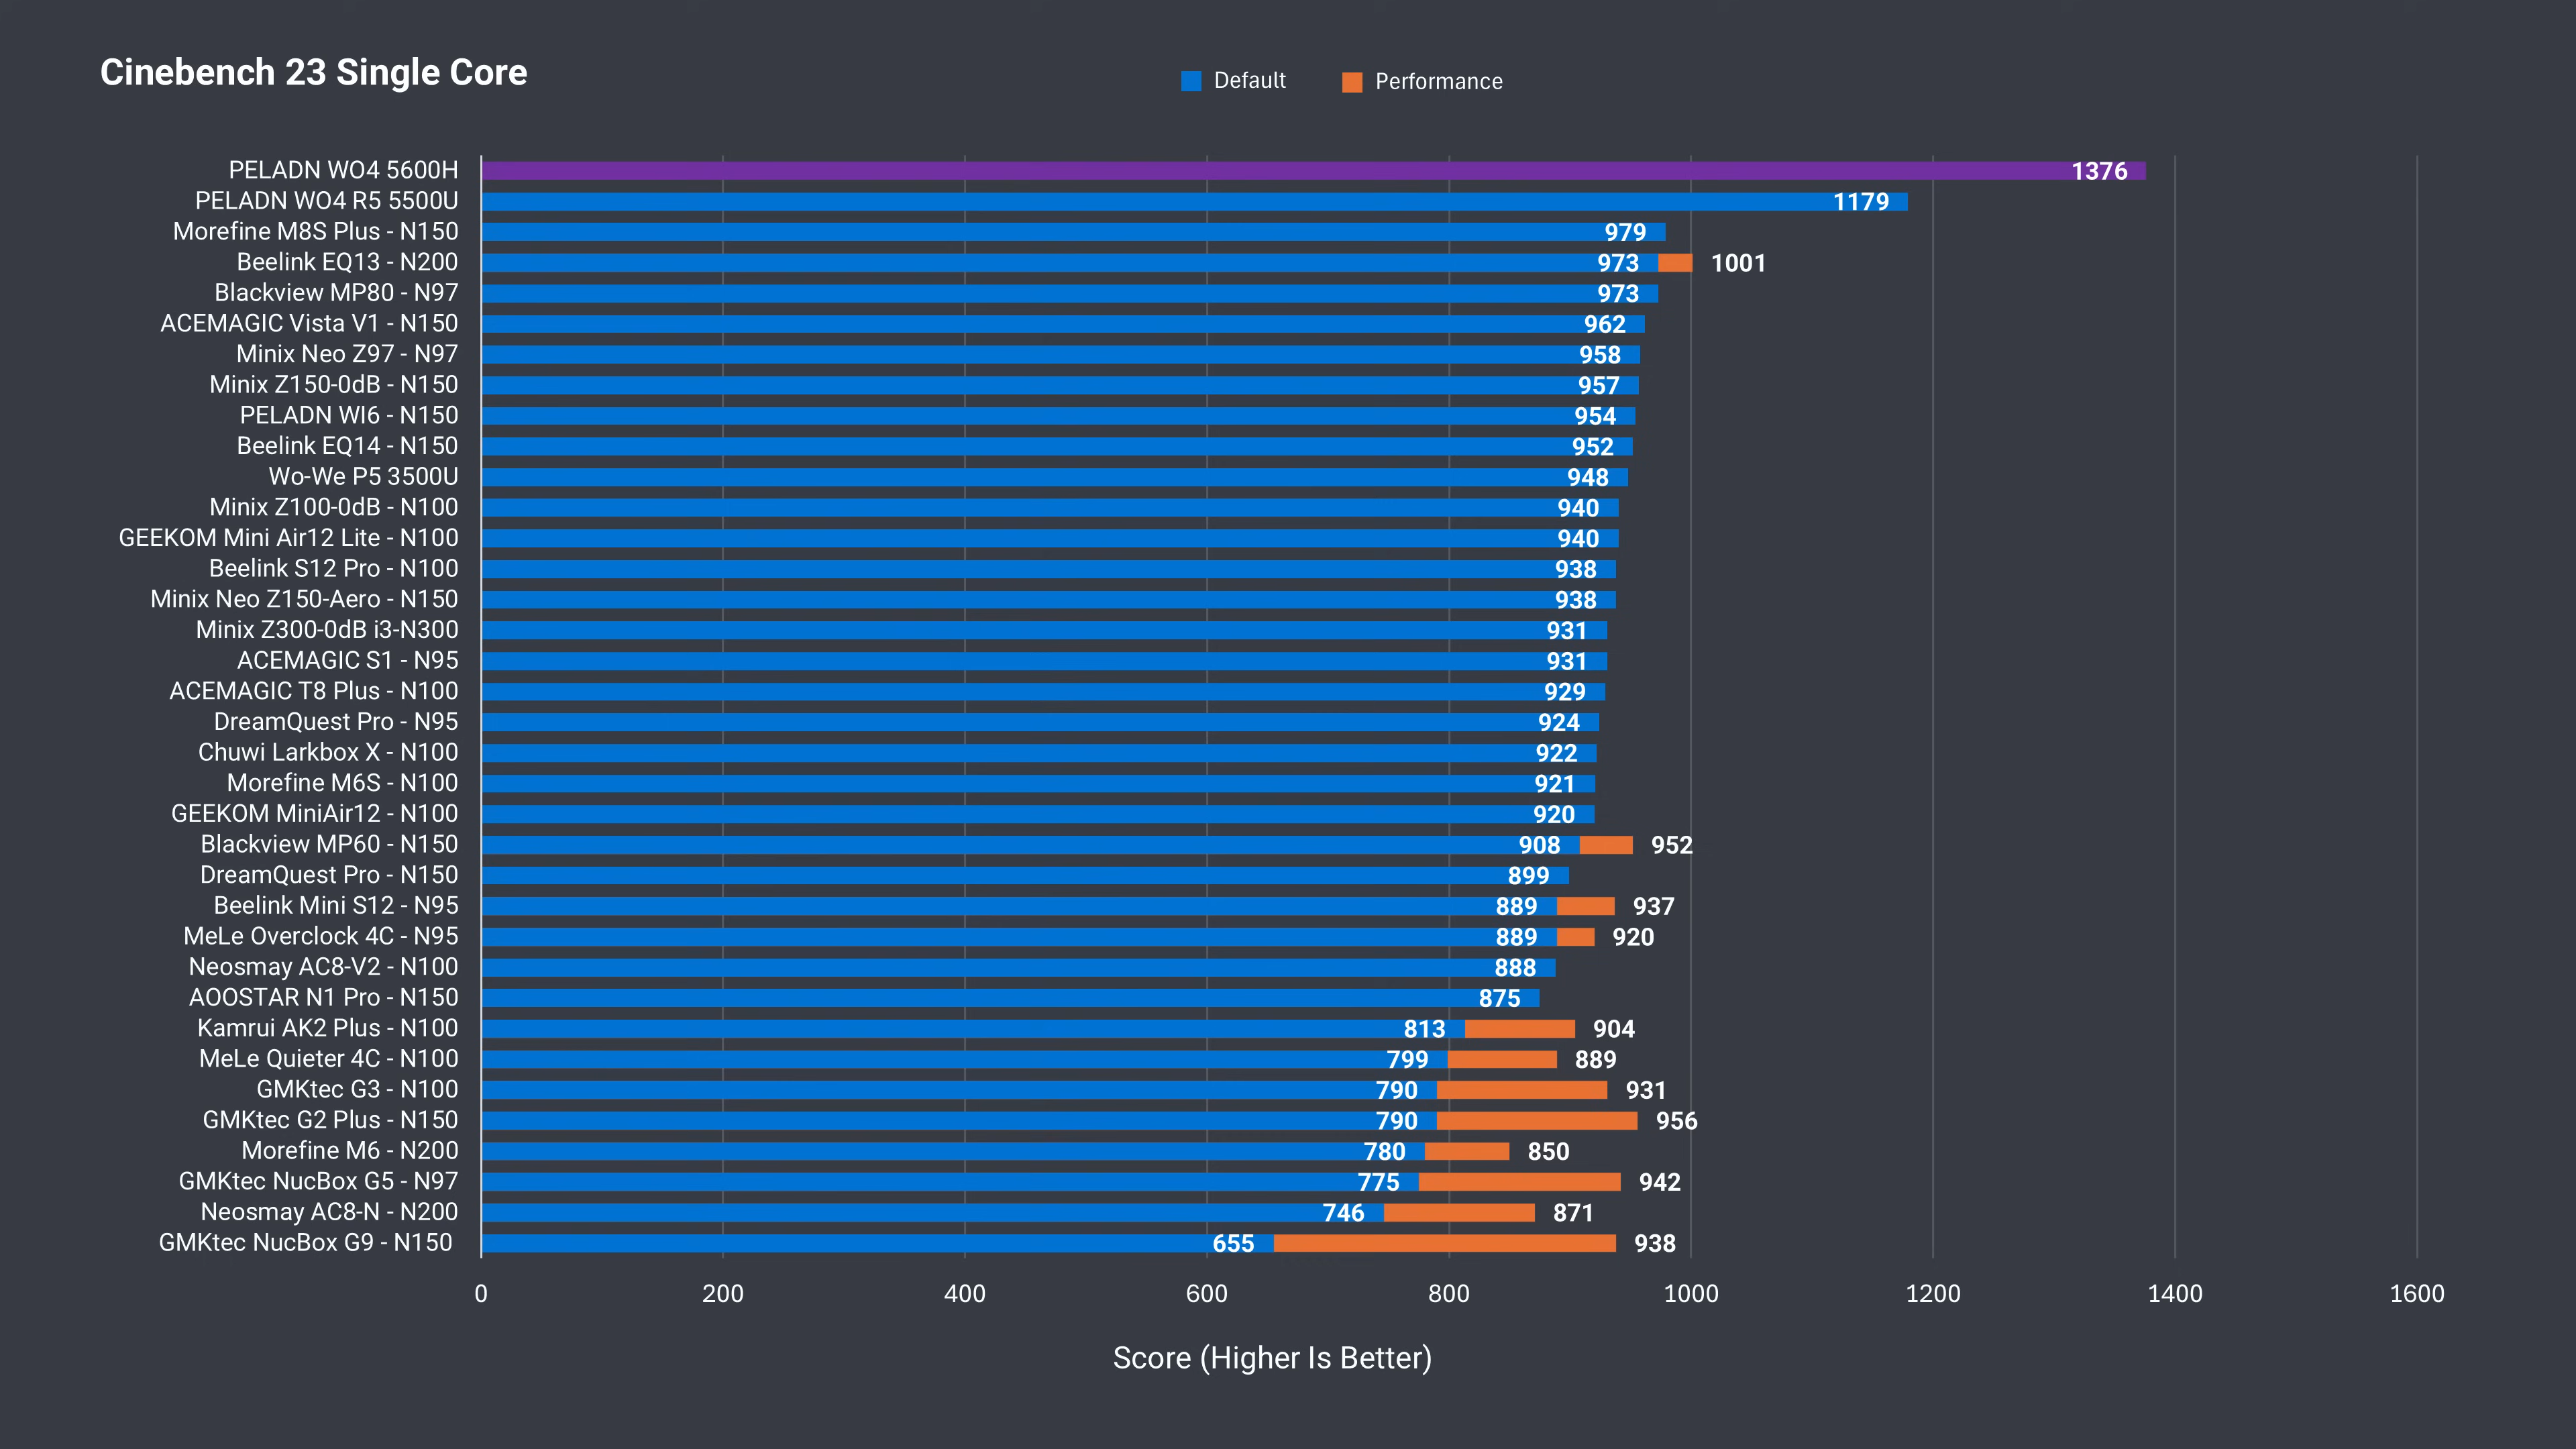 Cinebench 23 Single Core
Default Performance
PELADN WO4 5600H 1376
PELADN WO4 R5 5500U 1179
Morefine M8S Plus - N150 979
Beelink EQ13 - N200 973 1001
Blackview MP80 - N97 973
ACEMAGIC Vista V1 - N150 962
Minix Neo Z97 - N97 958
Minix Z150-0dB - N150 957
PELADN WI6 - N150 954
Beelink EQ14 - N150 952
Wo-We P5 3500U 948
Minix Z100-0dB - N100 940
GEEKOM Mini Air12 Lite - N100 940
Beelink S12 Pro - N100 938
Minix Neo Z150-Aero - N150 938
Minix Z300-0dB i3-N300 931
ACEMAGIC S1 - N95 931
ACEMAGIC T8 Plus - N100 929
DreamQuest Pro - N95 924
Chuwi Larkbox X - N100 922
Morefine M6S - N100 921
GEEKOM MiniAir12 - N100 920
Blackview MP60 - N150 908 952
DreamQuest Pro - N150 899
Beelink Mini S12 - N95 889 937
MeLe Overclock 4C - N95 889 920
Neosmay AC8-V2 - N100 888
AOOSTAR N1 Pro - N150 875
Kamrui AK2 Plus - N100 813 904
MeLe Quieter 4C - N100 799 889
GMKtec G3 - N100 790 931
GMKtec G2 Plus - N150 790 956
Morefine M6 - N200 780 850
GMKtec NucBox G5 - N97 775 942
Neosmay AC8-N - N200 746 871
GMKtec NucBox G9 - N150 655 938
0 200 400 600 800 1000 1200 1400 1600
Score (Higher Is Better)